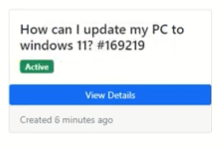 How can I update my PC to
windows 11? #169219
Active
View Details
Created 6 minutes ago